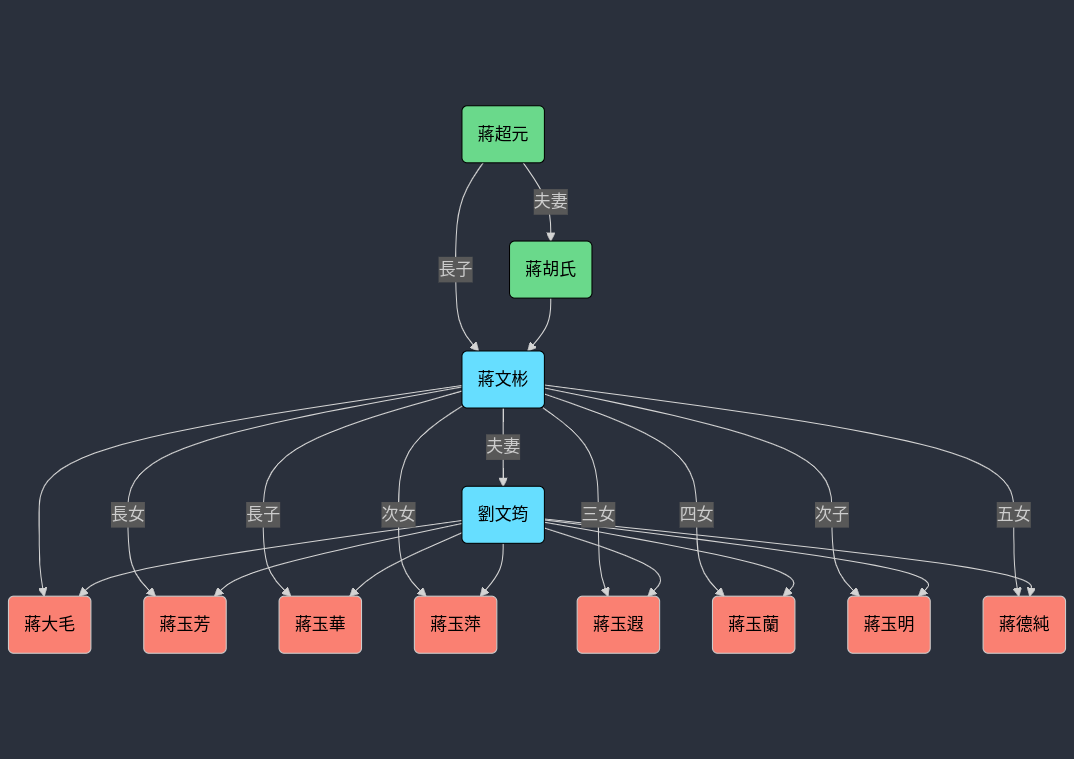 蔣超元
夫妻
長子
蔣胡氏
蔣文彬
夫妻
長女
長子
次女
劉文筠
三女
四女
次子
五女
蔣大毛
蔣玉芳
蔣玉華
蔣玉萍
蔣玉遐
蔣玉蘭
蔣玉明
蔣德純